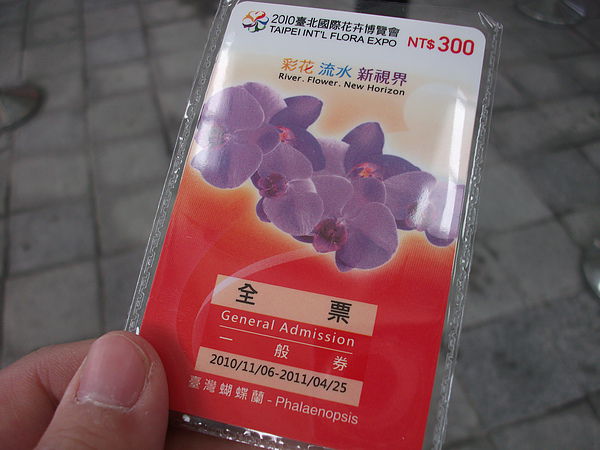 2010臺北國際花卉博覽會
TAIPEI INT'L FLORA EXPO
NT$ 300
彩花 流水 新視界
River. Flower. New Horizon
全 票
General Admission
一 般 券
2010/11/06-2011/04/25
臺灣蝴蝶蘭 - Phalaenopsis